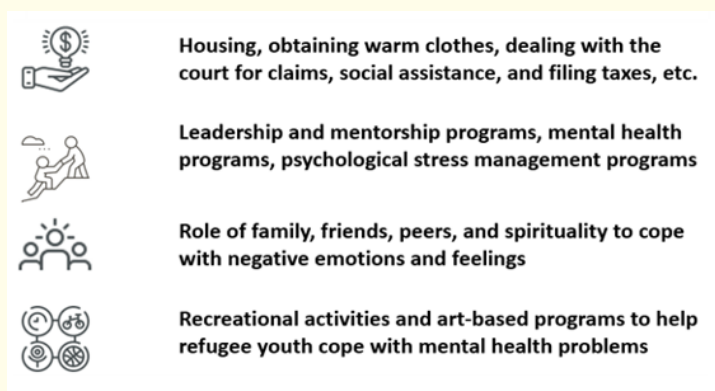 Housing, obtaining warm clothes, dealing with the
court for claims, social assistance, and filing taxes, etc.
Leadership and mentorship programs, mental health
programs, psychological stress management programs
Role of family, friends, peers, and spirituality to cope
with negative emotions and feelings
Recreational activities and art-based programs to help
refugee youth cope with mental health problems